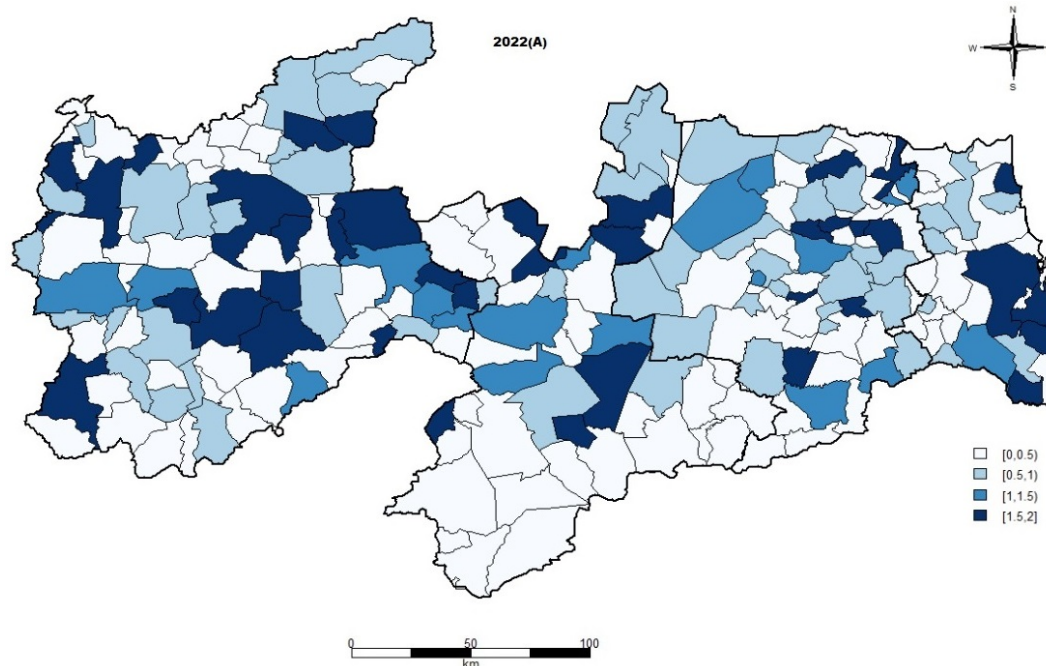 2022(A)
N
W E
S
[0,0.5)
[0.5,1)
[1,1.5)
[1.5,2]
0 50 100
km